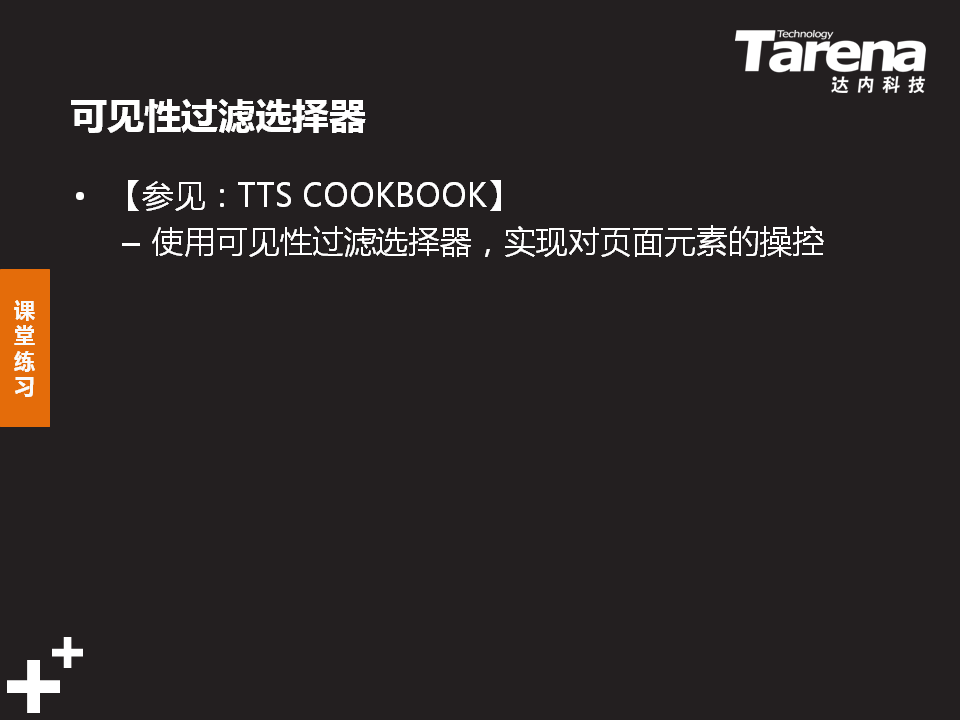 Technology
Tarena
达内科技
可见性过滤选择器
• 【参见：TTS COOKBOOK】
– 使用可见性过滤选择器，实现对页面元素的操控
课
堂
练
习